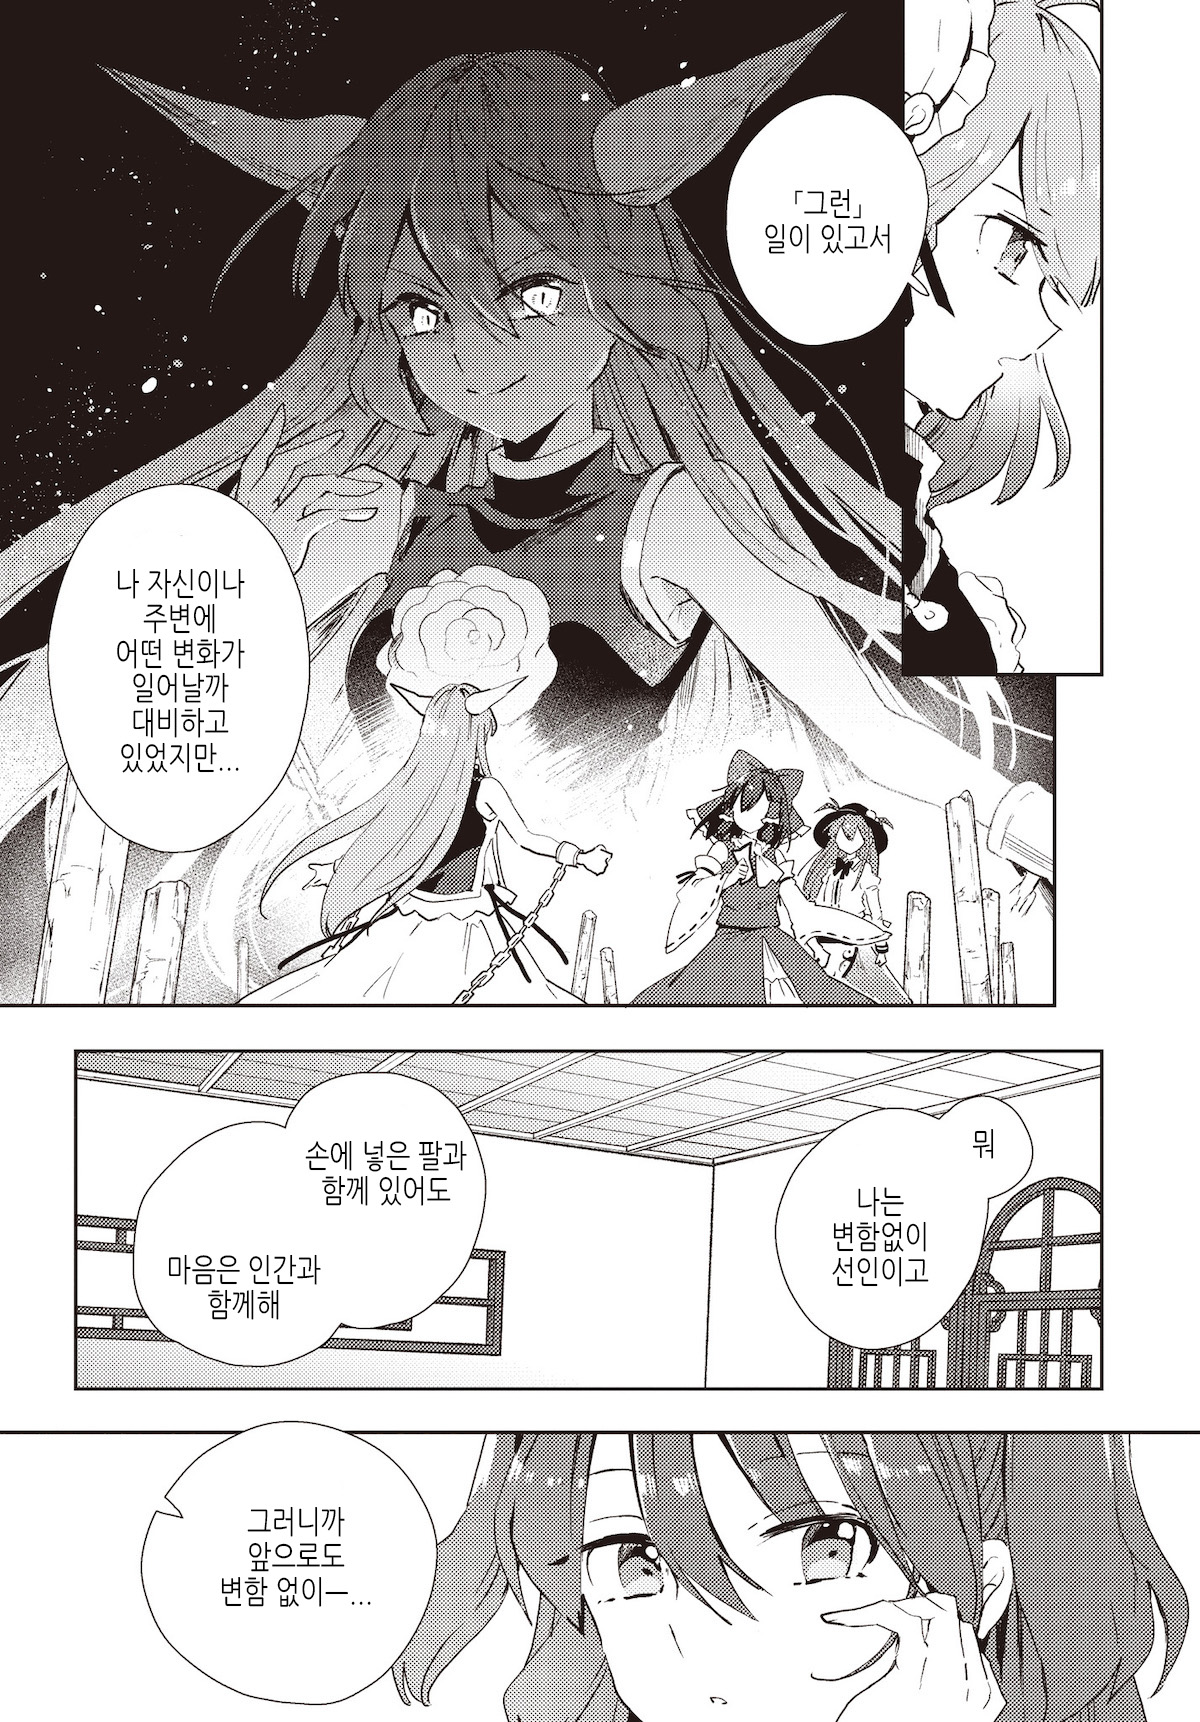 「그런」
일이 있고서
나 자신이나
주변에
어떤 변화가
일어날까
대비하고
있었지만...
뭐
나는
변함없이
선인이고
손에 넣은 팔과
함께 있어도
마음은 인간과
함께해
그러니까
앞으로도
변함 없이ー...